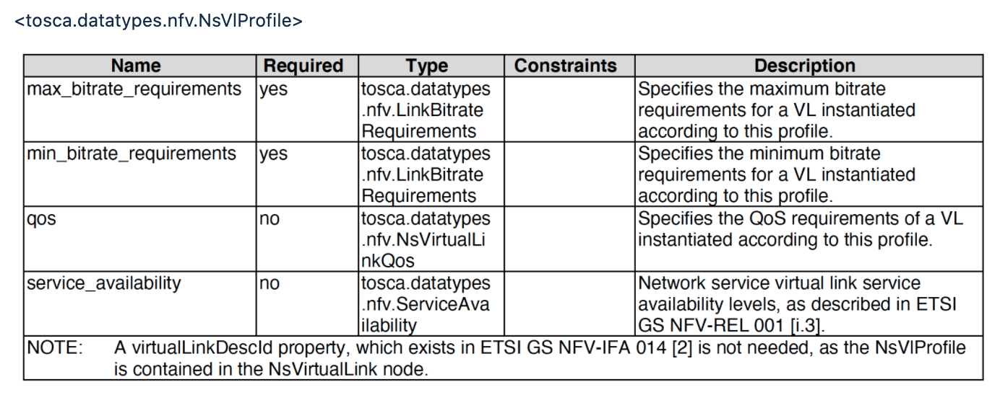 <tosca.datatypes.nfv.NsVlProfile>
Name Required Type Constraints Description
max_bitrate_requirements yes tosca.datatypes Specifies the maximum bitrate
.nfv.LinkBitrate requirements for a VL instantiated
Requirements according to this profile.
min_bitrate_requirements yes tosca.datatypes Specifies the minimum bitrate
.nfv.LinkBitrate requirements for a VL instantiated
Requirements according to this profile.
qos no tosca.datatypes Specifies the QoS requirements of a VL
.nfv.NsVirtualLi instantiated according to this profile.
nkQos
service_availability no tosca.datatypes Network service virtual link service
.nfv.ServiceAva availability levels, as described in ETSI
ilability GS NFV-REL 001 [i.3].
NOTE: A virtualLinkDescId property, which exists in ETSI GS NFV-IFA 014 [2] is not needed, as the NsVlProfile
is contained in the NsVirtualLink node.